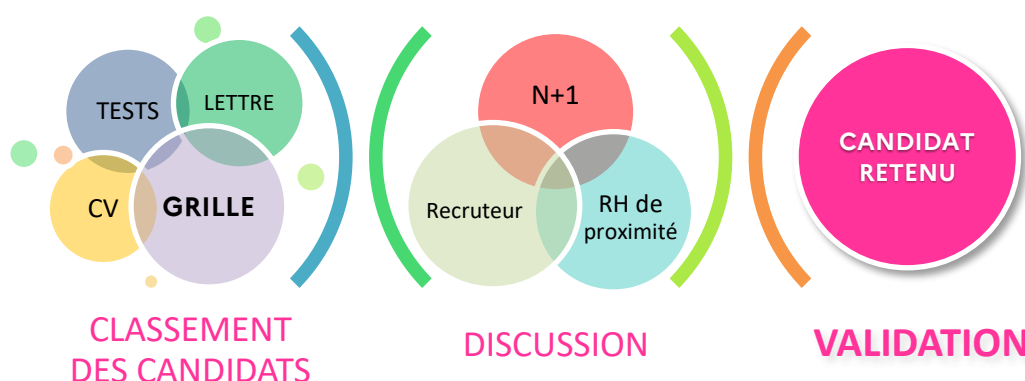 TESTS
LETTRE
CV
GRILLE
CLASSEMENT
DES CANDIDATS
N+1
Recruteur
RH de
proximité
DISCUSSION
CANDIDAT
RETENU
VALIDATION